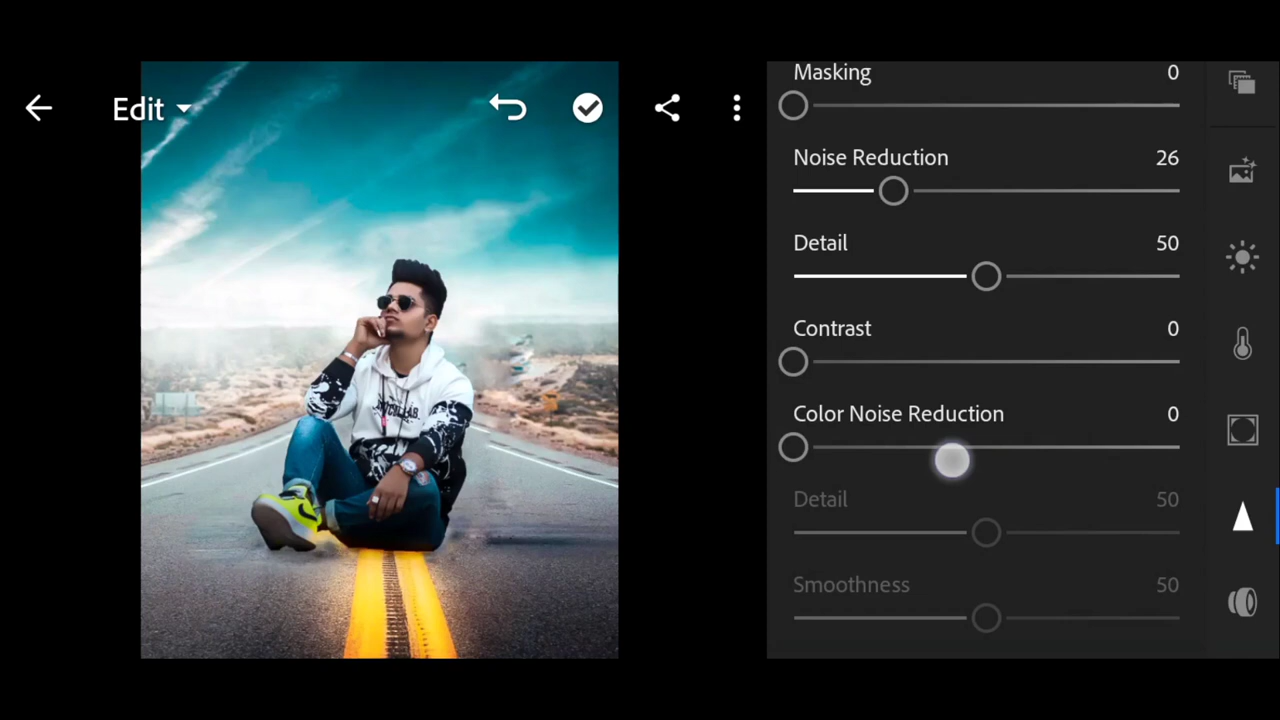 Edit
Masking 0
Noise Reduction 26
Detail 50
Contrast 0
Color Noise Reduction 0
Detail 50
Smoothness 50